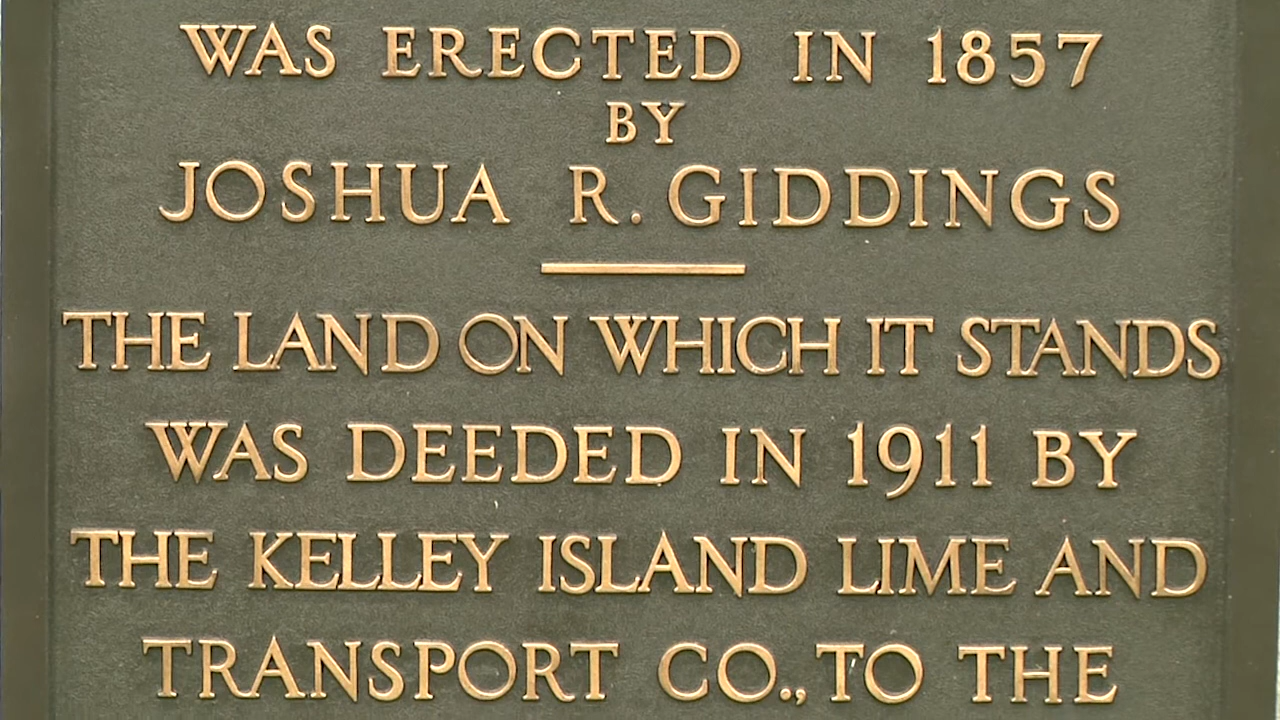 WAS ERECTED IN 1857
BY
JOSHUA R. GIDDINGS
THE LAND ON WHICH IT STANDS
WAS DEEDED IN 1911 BY
THE KELLEY ISLAND LIME AND
TRANSPORT CO., TO THE